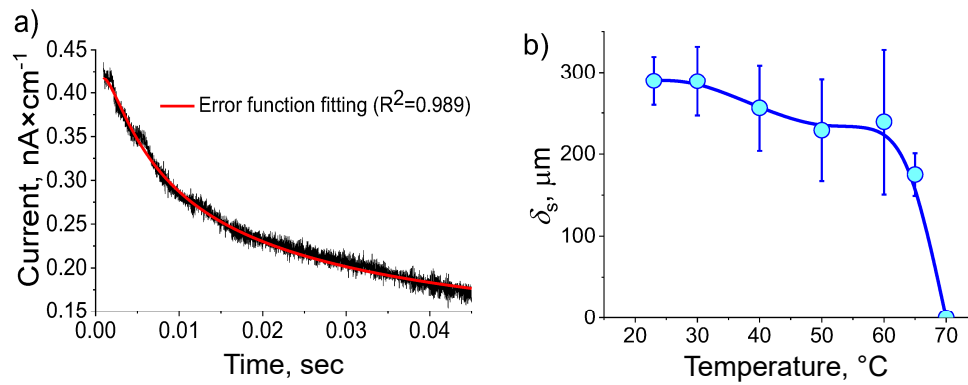 a)
Current, nA×cm⁻¹
0.45
0.40
0.35
0.30
0.25
0.20
0.15
Error function fitting (R²=0.989)
0.00 0.01 0.02 0.03 0.04
Time, sec
b)
δₛ, μm
300
200
100
0
20 30 40 50 60 70
Temperature, °C